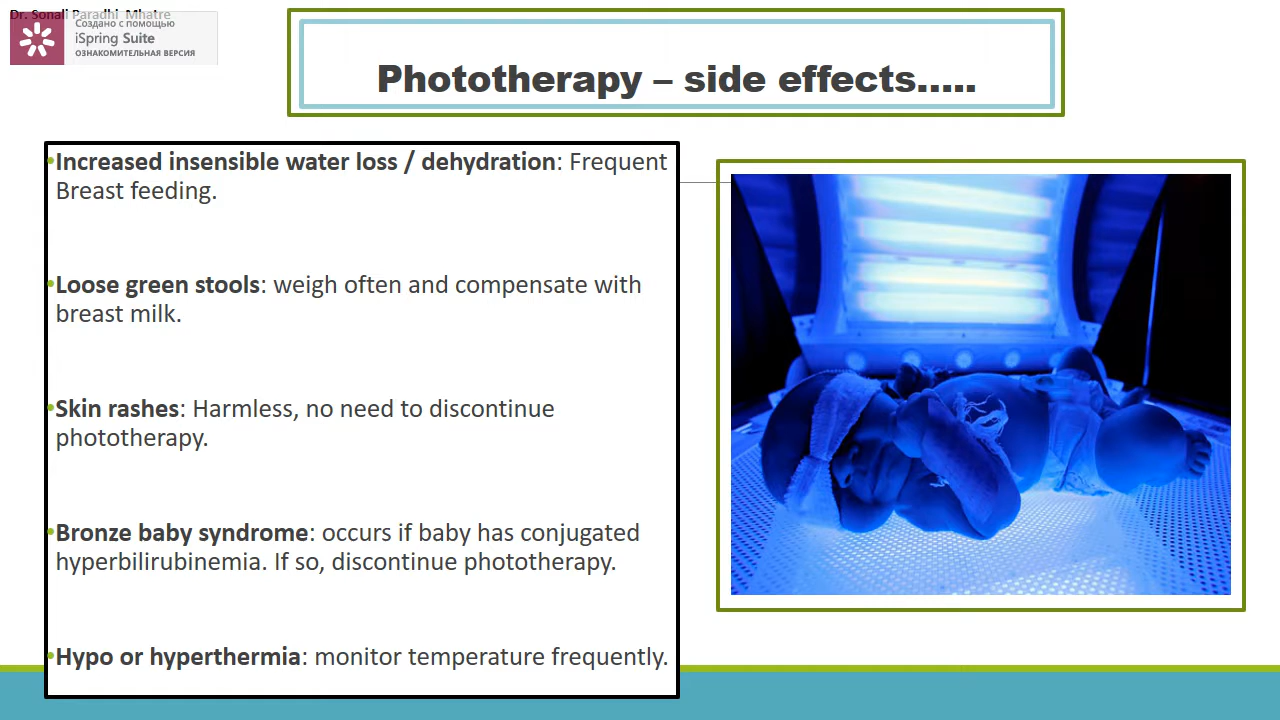 Dr. Sonali Paradhi Mhatre
Создано с помощью
iSpring Suite
ОЗНАКОМИТЕЛЬНАЯ ВЕРСИЯ
Phototherapy – side effects…..
•Increased insensible water loss / dehydration: Frequent
Breast feeding.
•Loose green stools: weigh often and compensate with
breast milk.
•Skin rashes: Harmless, no need to discontinue
phototherapy.
•Bronze baby syndrome: occurs if baby has conjugated
hyperbilirubinemia. If so, discontinue phototherapy.
•Hypo or hyperthermia: monitor temperature frequently.